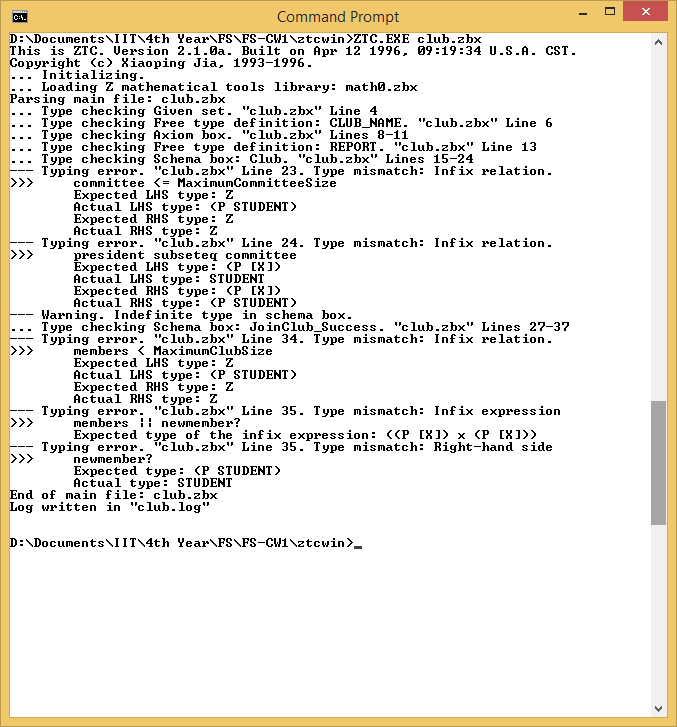 Command Prompt
D:\Documents\IIT\4th Year\FS\FS-CW1\ztcwin>ZTC.EXE club.zbx
This is ZTC. Version 2.1.0a. Built on Apr 12 1996, 09:19:34 U.S.A. CST.
Copyright (c) Xiaoping Jia, 1993-1996.
... Initializing.
... Loading Z mathematical tools library: math0.zbx
Parsing main file: club.zbx
... Type checking Given set. "club.zbx" Line 4
... Type checking Free type definition: CLUB_NAME. "club.zbx" Line 6
... Type checking Axiom box. "club.zbx" Lines 8-11
... Type checking Free type definition: REPORT. "club.zbx" Line 13
... Type checking Schema box: Club. "club.zbx" Lines 15-24
--- Typing error. "club.zbx" Line 23. Type mismatch: Infix relation.
>>>     committee <= MaximumCommitteeSize
        Expected LHS type: Z
        Actual LHS type: (P STUDENT)
        Expected RHS type: Z
        Actual RHS type: Z
--- Typing error. "club.zbx" Line 24. Type mismatch: Infix relation.
>>>     president subseteq committee
        Expected LHS type: (P [X])
        Actual LHS type: STUDENT
        Expected RHS type: (P [X])
        Actual RHS type: (P STUDENT)
--- Warning. Indefinite type in schema box.
... Type checking Schema box: JoinClub_Success. "club.zbx" Lines 27-37
--- Typing error. "club.zbx" Line 34. Type mismatch: Infix relation.
>>>     members < MaximumClubSize
        Expected LHS type: Z
        Actual LHS type: (P STUDENT)
        Expected RHS type: Z
        Actual RHS type: Z
--- Typing error. "club.zbx" Line 35. Type mismatch: Infix expression
>>>     members || newmember?
        Expected type of the infix expression: ((P [X]) x (P [X]))
--- Typing error. "club.zbx" Line 35. Type mismatch: Right-hand side
>>>     newmember?
        Expected type: (P STUDENT)
        Actual type: STUDENT
End of main file: club.zbx
Log written in "club.log"
D:\Documents\IIT\4th Year\FS\FS-CW1\ztcwin>_